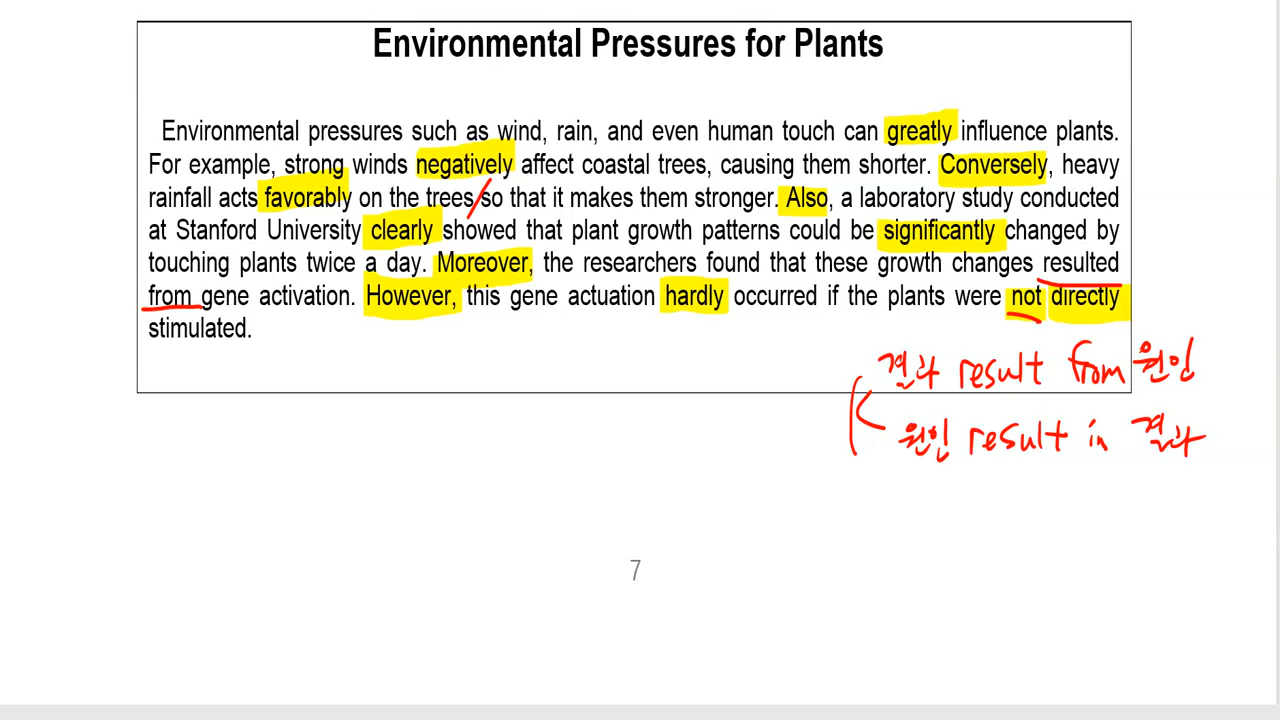 Environmental Pressures for Plants
Environmental pressures such as wind, rain, and even human touch can greatly influence plants.
For example, strong winds negatively affect coastal trees, causing them shorter. Conversely, heavy
rainfall acts favorably on the trees so that it makes them stronger. Also, a laboratory study conducted
at Stanford University clearly showed that plant growth patterns could be significantly changed by
touching plants twice a day. Moreover, the researchers found that these growth changes resulted
from gene activation. However, this gene actuation hardly occurred if the plants were not directly
stimulated.
결과 result from 원인
원인 result in 결과
7